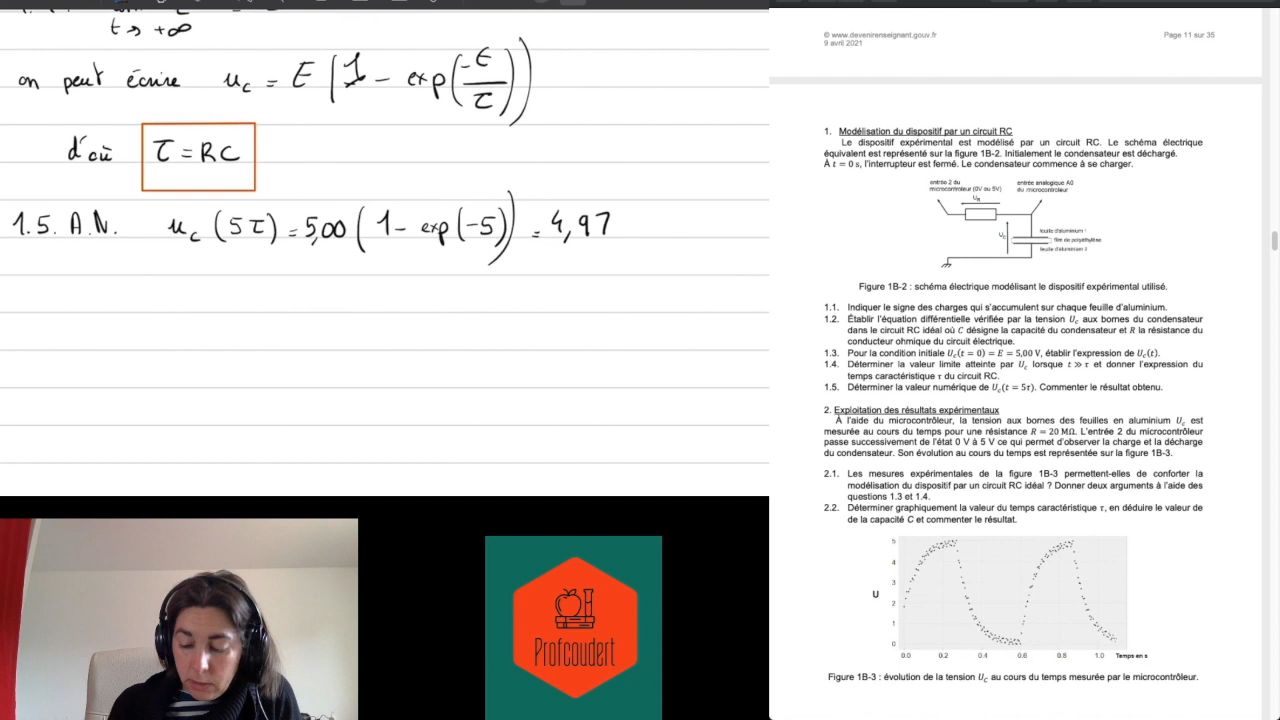 t → +∞
on peut écrire u_c = E (1 - exp(-t/τ))
d'où τ = RC
1.5. A.N. u_c (5τ) = 5,00 (1 - exp(-5)) = 4,97
Profcoudert
© www.devenirenseignant.gouv.fr
9 avril 2021
Page 11 sur 35
1. Modélisation du dispositif par un circuit RC
Le dispositif expérimental est modélisé par un circuit RC. Le schéma électrique
équivalent est représenté sur la figure 1B-2. Initialement le condensateur est déchargé.
À t = 0 s, l'interrupteur est fermé. Le condensateur commence à se charger.
entrée 2 du
microcontroleur (0V ou 5V)
entrée analogique A0
du microcontroleur
U_R
U_C
feuille d'aluminium 1
film de polyéthylène
feuille d'aluminium 2
Figure 1B-2 : schéma électrique modélisant le dispositif expérimental utilisé.
1.1. Indiquer le signe des charges qui s'accumulent sur chaque feuille d'aluminium.
1.2. Établir l'équation différentielle vérifiée par la tension U_c aux bornes du condensateur
dans le circuit RC idéal où C désigne la capacité du condensateur et R la résistance du
conducteur ohmique du circuit électrique.
1.3. Pour la condition initiale U_c(t = 0) = E = 5,00 V, établir l'expression de U_c(t).
1.4. Déterminer la valeur limite atteinte par U_c lorsque t ≫ τ et donner l'expression du
temps caractéristique τ du circuit RC.
1.5. Déterminer la valeur numérique de U_c(t = 5τ). Commenter le résultat obtenu.
2. Exploitation des résultats expérimentaux
À l'aide du microcontrôleur, la tension aux bornes des feuilles en aluminium U_c est
mesurée au cours du temps pour une résistance R = 20 MΩ. L'entrée 2 du microcontrôleur
passe successivement de l'état 0 V à 5 V ce qui permet d'observer la charge et la décharge
du condensateur. Son évolution au cours du temps est représentée sur la figure 1B-3.
2.1. Les mesures expérimentales de la figure 1B-3 permettent-elles de conforter la
modélisation du dispositif par un circuit RC idéal ? Donner deux arguments à l'aide des
questions 1.3 et 1.4.
2.2. Déterminer graphiquement la valeur du temps caractéristique τ, en déduire le valeur de
de la capacité C et commenter le résultat.
5
4
3
U
2
1
0
0.0 0.2 0.4 0.6 0.8 1.0 Temps en s
Figure 1B-3 : évolution de la tension U_C au cours du temps mesurée par le microcontrôleur.